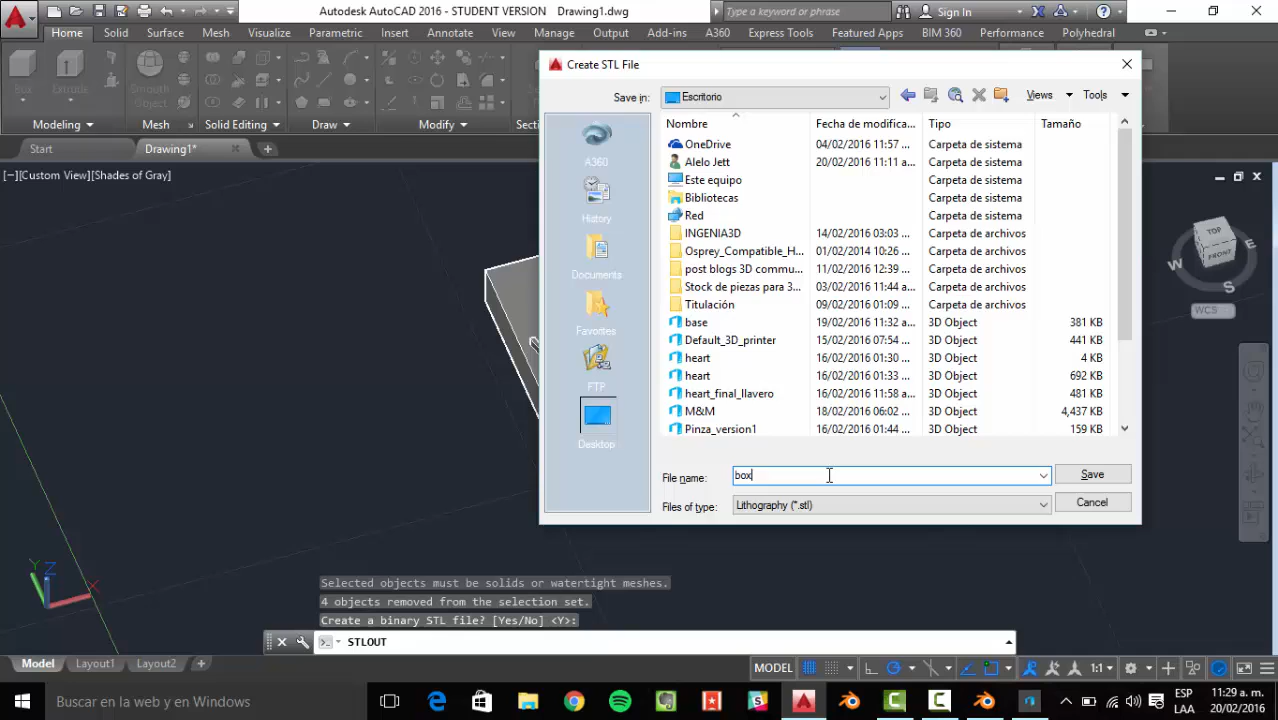 Autodesk AutoCAD 2016 - STUDENT VERSION Drawing1.dwg
Type a keyword or phrase
Sign In
Home Solid Surface Mesh Visualize Parametric Insert Annotate View Manage Output Add-ins A360 Express Tools Featured Apps BIM 360 Performance Polyhedral
Box Extrude Smooth Object
Modeling Mesh Solid Editing Draw Modify
Start Drawing1*
[−][Custom View][Shades of Gray]
Create STL File
Save in: Escritorio Views Tools
Nombre Fecha de modifica... Tipo Tamaño
OneDrive 04/02/2016 11:57 ... Carpeta de sistema
Alelo Jett 20/02/2016 11:11 a... Carpeta de sistema
Este equipo Carpeta de sistema
Bibliotecas Carpeta de sistema
Red Carpeta de sistema
INGENIA3D 14/02/2016 03:03 ... Carpeta de archivos
Osprey_Compatible_H... 01/02/2014 10:26 ... Carpeta de archivos
post blogs 3D commu... 11/02/2016 12:39 ... Carpeta de archivos
Stock de piezas para 3... 03/02/2016 11:44 a... Carpeta de archivos
Titulación 09/02/2016 01:09 ... Carpeta de archivos
base 19/02/2016 11:32 a... 3D Object 381 KB
Default_3D_printer 15/02/2016 07:54 ... 3D Object 441 KB
heart 16/02/2016 01:30 ... 3D Object 4 KB
heart 16/02/2016 01:33 ... 3D Object 692 KB
heart_final_llavero 16/02/2016 11:58 a... 3D Object 481 KB
M&M 18/02/2016 06:02 ... 3D Object 4,437 KB
Pinza_version1 16/02/2016 01:44 ... 3D Object 159 KB
A360
History
Documents
Favorites
FTP
Desktop
File name: box Save
Files of type: Lithography (*.stl) Cancel
TOP
FRONT
W E S
WCS
Y Z X
Selected objects must be solids or watertight meshes.
4 objects removed from the selection set.
Create a binary STL file? [Yes/No] <Y>:
STLOUT
Model Layout1 Layout2
MODEL 1:1
Buscar en la web y en Windows
ESP
LAA
11:29 a. m.
20/02/2016